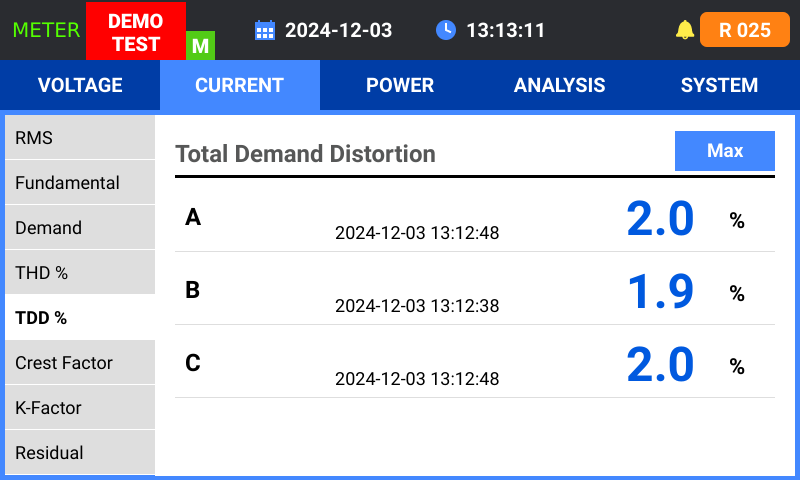 METER
DEMO
TEST
M
2024-12-03
13:13:11
R 025
VOLTAGE
CURRENT
POWER
ANALYSIS
SYSTEM
RMS
Fundamental
Demand
THD %
TDD %
Crest Factor
K-Factor
Residual
Total Demand Distortion
Max
A 2024-12-03 13:12:48 2.0 %
B 2024-12-03 13:12:38 1.9 %
C 2024-12-03 13:12:48 2.0 %